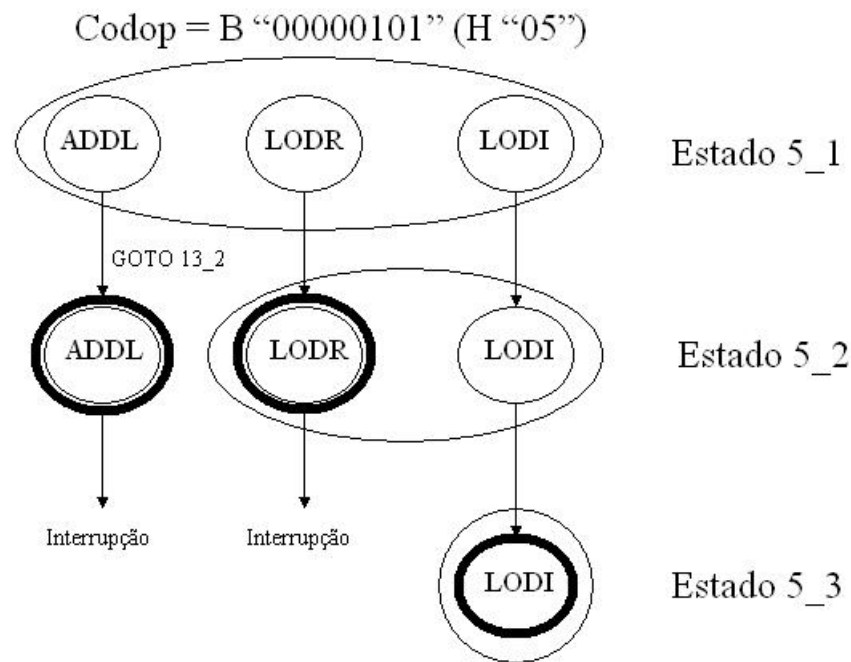 Codop = B “00000101” (H “05”)
ADDL LODR LODI Estado 5_1
GOTO 13_2
ADDL LODR LODI Estado 5_2
Interrupção Interrupção
LODI Estado 5_3